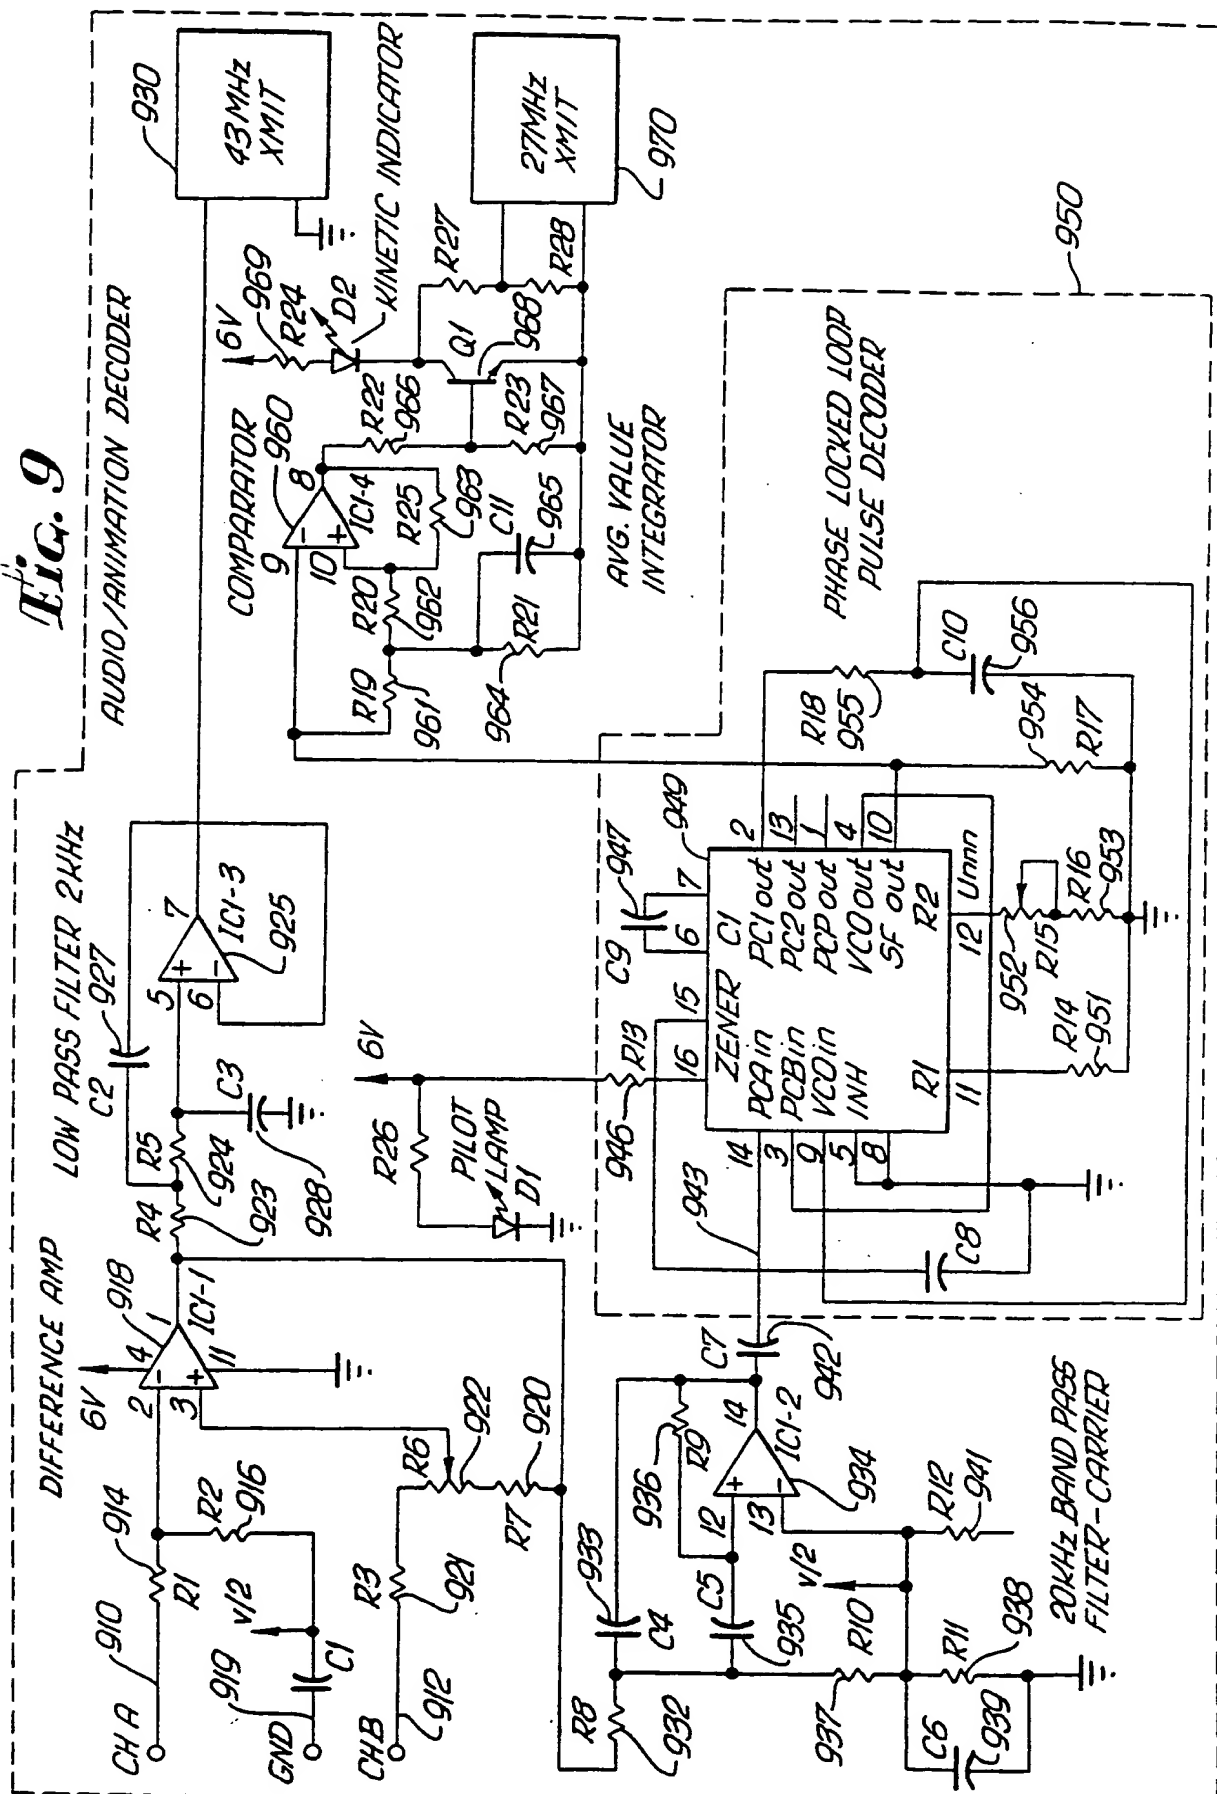 Fig. 9
AUDIO/ANIMATION DECODER
930
43MHz
XMIT
DIFFERENCE AMP
LOW PASS FILTER 2KHz
CH A
910
914
R1
R2
916
6V
2
3
4
918
1
11
IC1-1
V/2
919
GND
C1
CHB
912
R3
921
R6
922
R7
920
R4
923
R5
924
C2
927
C3
928
5
6
7
IC1-3
925
6V
R26
PILOT
LAMP
D1
COMPARATOR
960
9
10
8
IC1-4
R19
961
R20
962
R25
963
964
R21
C11
965
R22
966
R23
967
Q1
968
6V
969
R24
D2
KINETIC INDICATOR
R27
R28
27MHz
XMIT
970
AVG. VALUE
INTEGRATOR
950
PHASE LOCKED LOOP
PULSE DECODER
R8
932
C4
933
C5
935
936
R9
12
13
14
IC1-2
934
C7
942
V/2
R10
937
R11
938
C6
939
R12
941
20KHz BAND PASS
FILTER-CARRIER
943
946
R13
C8
C9
947
949
16
15
6
7
ZENER
C1
14
PCA in
3
PCB in
9
VCO in
5
INH
8
PC1 out
2
PC2 out
13
PCP out
1
VCO out
4
SF out
10
R1
11
R2
12
Unnn
R14
951
952
R15
R16
953
R17
954
R18
955
C10
956